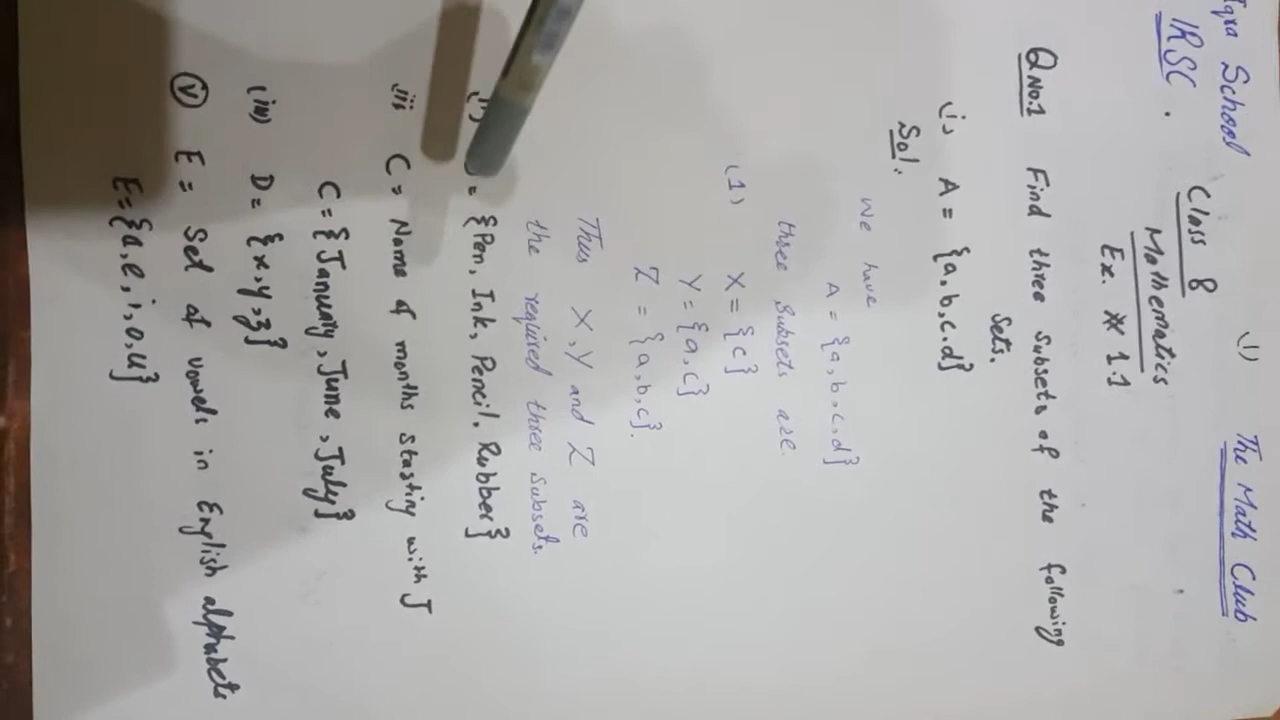 (1)
Iqra School
The Math Club
IRSC.
Class 8
Mathematics
Ex. 1.1
Q No.1 Find three subsets of the following
sets.
(i) A = {a, b, c, d}
Sol.
We have
A = {a, b, c, d}
three subsets are
(1) X = {c}
Y = {a, c}
Z = {a, b, c}.
Thus X, Y and Z are
the required three subsets.
= {Pen, Ink, Pencil, Rubber}
iii C = Name of months starting with J
C = {January, June, July}
(iv) D = {x, y, z}
(v) E = Set of vowels in English alphabets
E = {a, e, i, o, u}